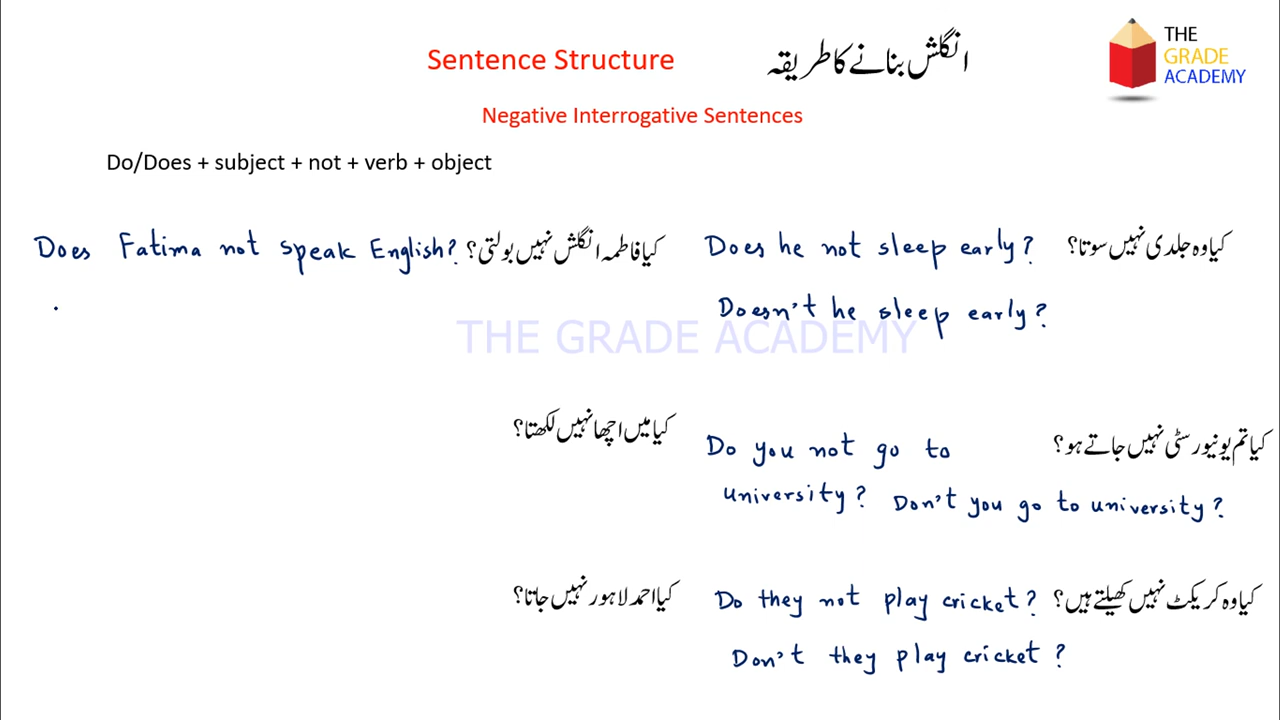 Sentence Structure انگلش بنانے کا طریقہ
THE
GRADE
ACADEMY
Negative Interrogative Sentences
Do/Does + subject + not + verb + object
کیا وہ جلدی نہیں سوتا؟ Does he not sleep early?
Doesn't he sleep early?
کیا فاطمہ انگلش نہیں بولتی؟ Does Fatima not speak English?
THE GRADE ACADEMY
کیا تم یونیورسٹی نہیں جاتے ہو؟ Do you not go to
university? Don't you go to university?
کیا میں اچھا نہیں لکھتا؟
کیا وہ کریکٹ نہیں کھیلتے ہیں؟ Do they not play cricket?
Don't they play cricket?
کیا احمد لاہور نہیں جاتا؟